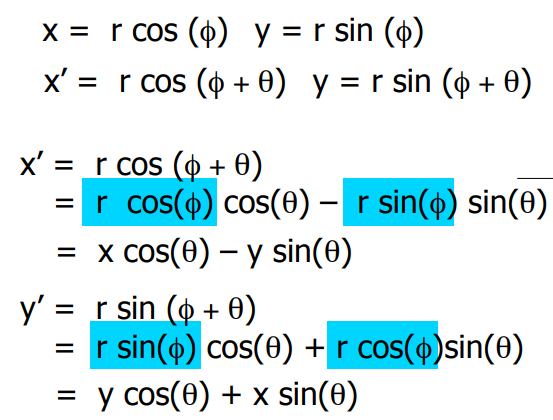 x = r cos (ϕ) y = r sin (ϕ)
x′ = r cos (ϕ + θ) y = r sin (ϕ + θ)
x′ = r cos (ϕ + θ)
= r cos(ϕ) cos(θ) – r sin(ϕ) sin(θ)
= x cos(θ) – y sin(θ)
y′ = r sin (ϕ + θ)
= r sin(ϕ) cos(θ) + r cos(ϕ)sin(θ)
= y cos(θ) + x sin(θ)